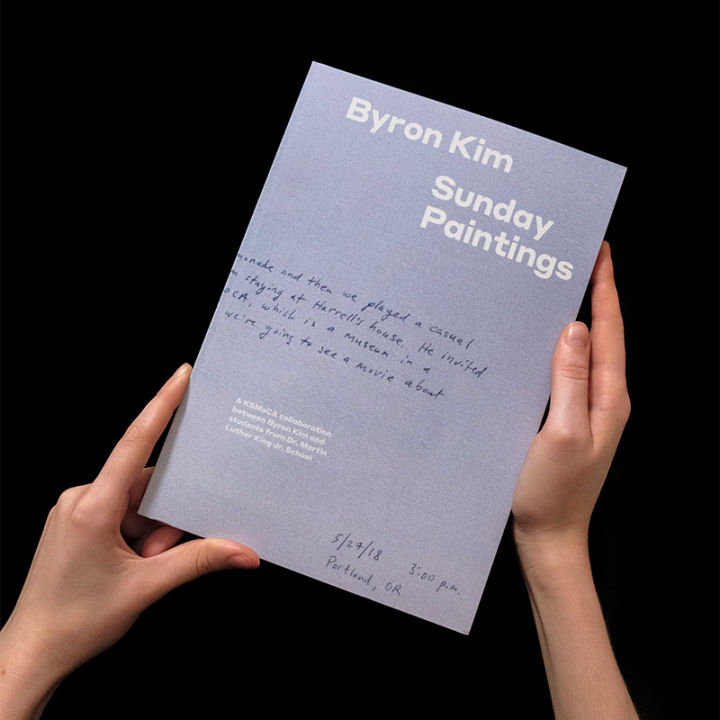 Byron Kim
Sunday
Paintings
and then we played a casual
staying at Harrell's house. He invited
which is a museum in a
we're going to see a movie about
A KSMoCA collaboration
between Byron Kim and
students from Dr. Martin
Luther King Jr. School
5/27/18 3:00 p.m.
Portland, OR